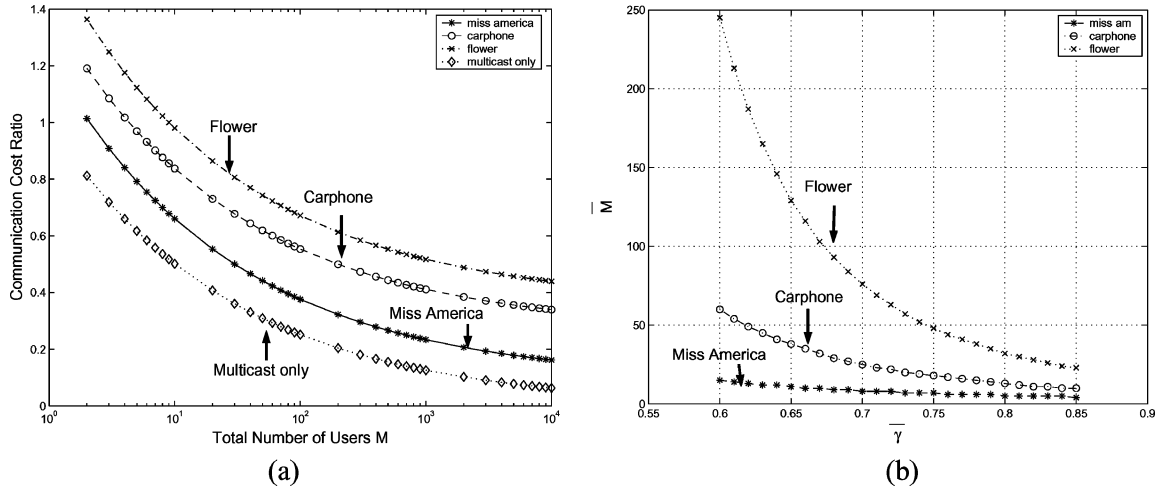 1.4
1.2
1
0.8
0.6
0.4
0.2
0
10^0
10^1
10^2
10^3
10^4
Communication Cost Ratio
Total Number of Users M
miss america
carphone
flower
multicast only
Flower
Carphone
Miss America
Multicast only
(a)
250
200
150
100
50
0
0.55
0.6
0.65
0.7
0.75
0.8
0.85
0.9
M̅
γ̅
miss am
carphone
flower
Flower
Carphone
Miss America
(b)